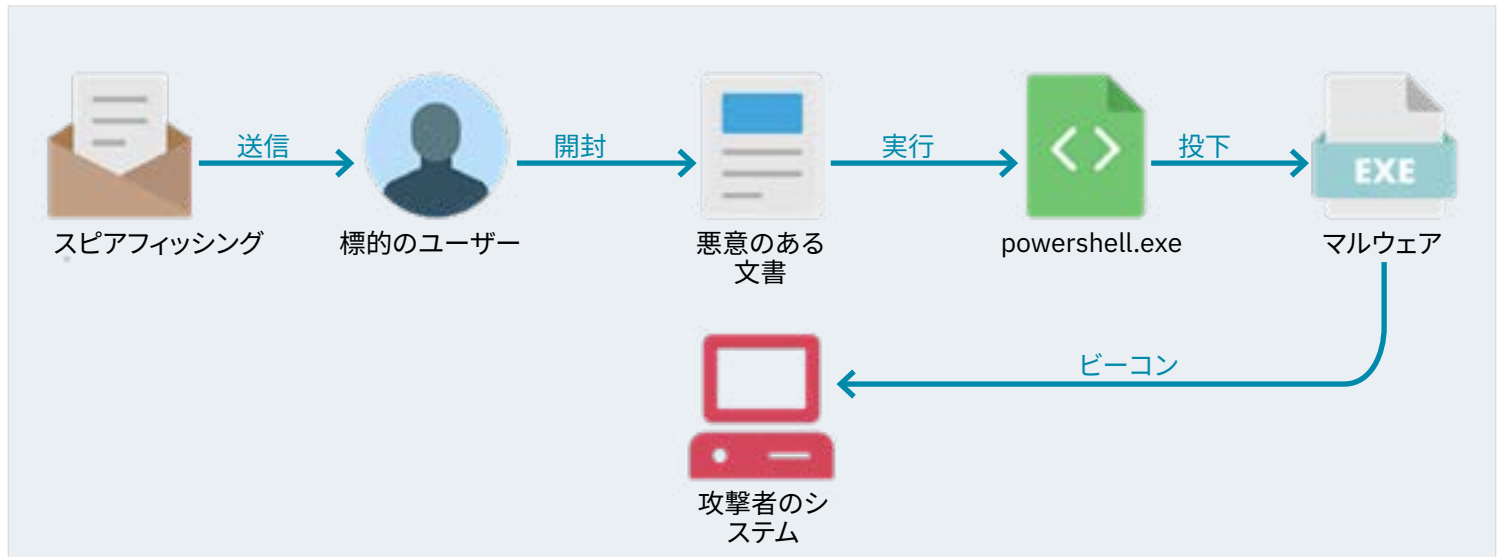 送信
開封
実行
投下
EXE
スピアフィッシング
標的のユーザー
悪意のある
文書
powershell.exe
マルウェア
ビーコン
攻撃者のシ
ステム